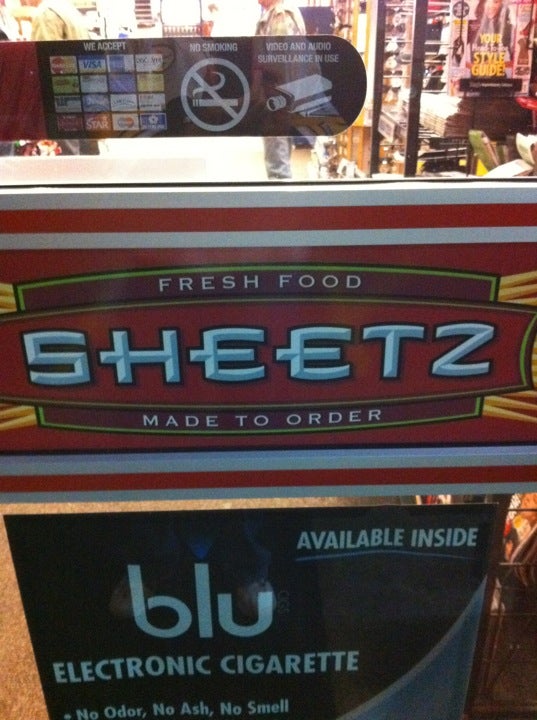 WE ACCEPT
NO SMOKING
VIDEO AND AUDIO
SURVEILLANCE IN USE
VISA
STAR
YOUR
STYLE
GUIDE!
FRESH FOOD
SHEETZ
MADE TO ORDER
AVAILABLE INSIDE
blu
ELECTRONIC CIGARETTE
• No Odor, No Ash, No Smell